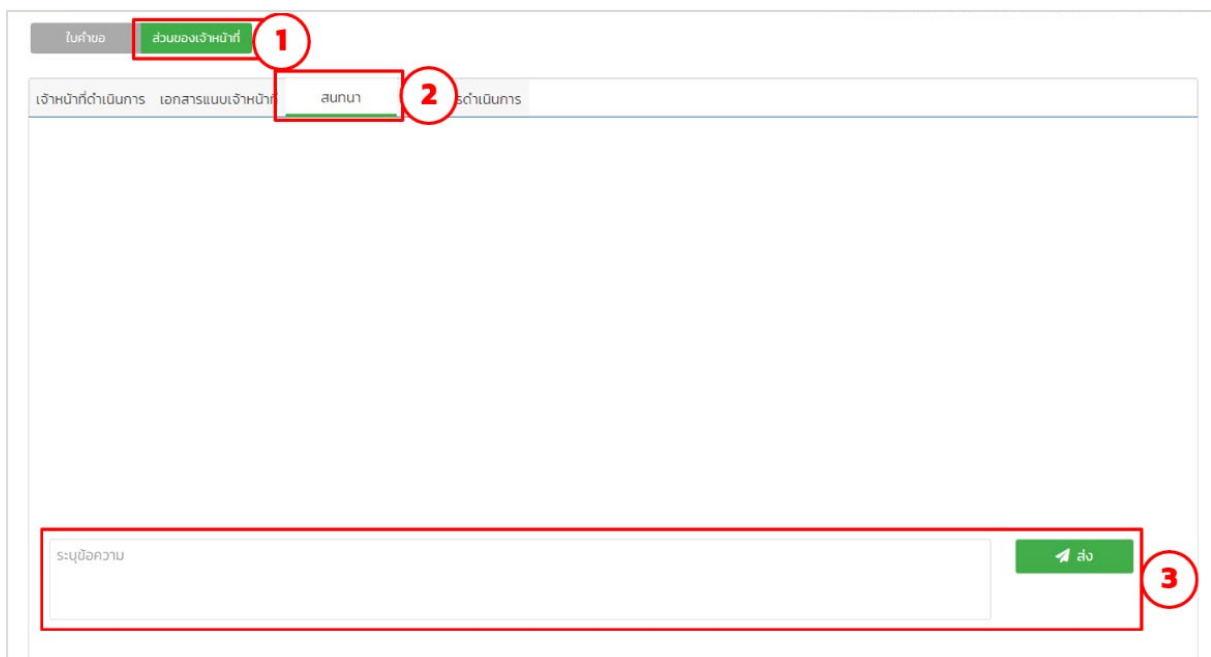 ใบคำขอ ส่วนของเจ้าหน้าที่ 1
เจ้าหน้าที่ดำเนินการ เอกสารแนบเจ้าหน้าที่ สนทนา 2 รดำเนินการ
ระบุข้อความ ส่ง
3